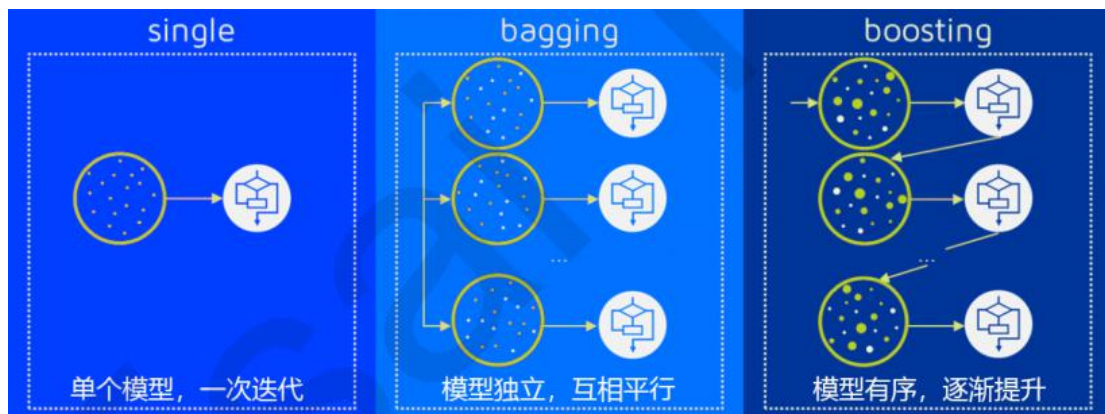 single
单个模型，一次迭代
bagging
...
模型独立，互相平行
boosting
...
模型有序，逐渐提升